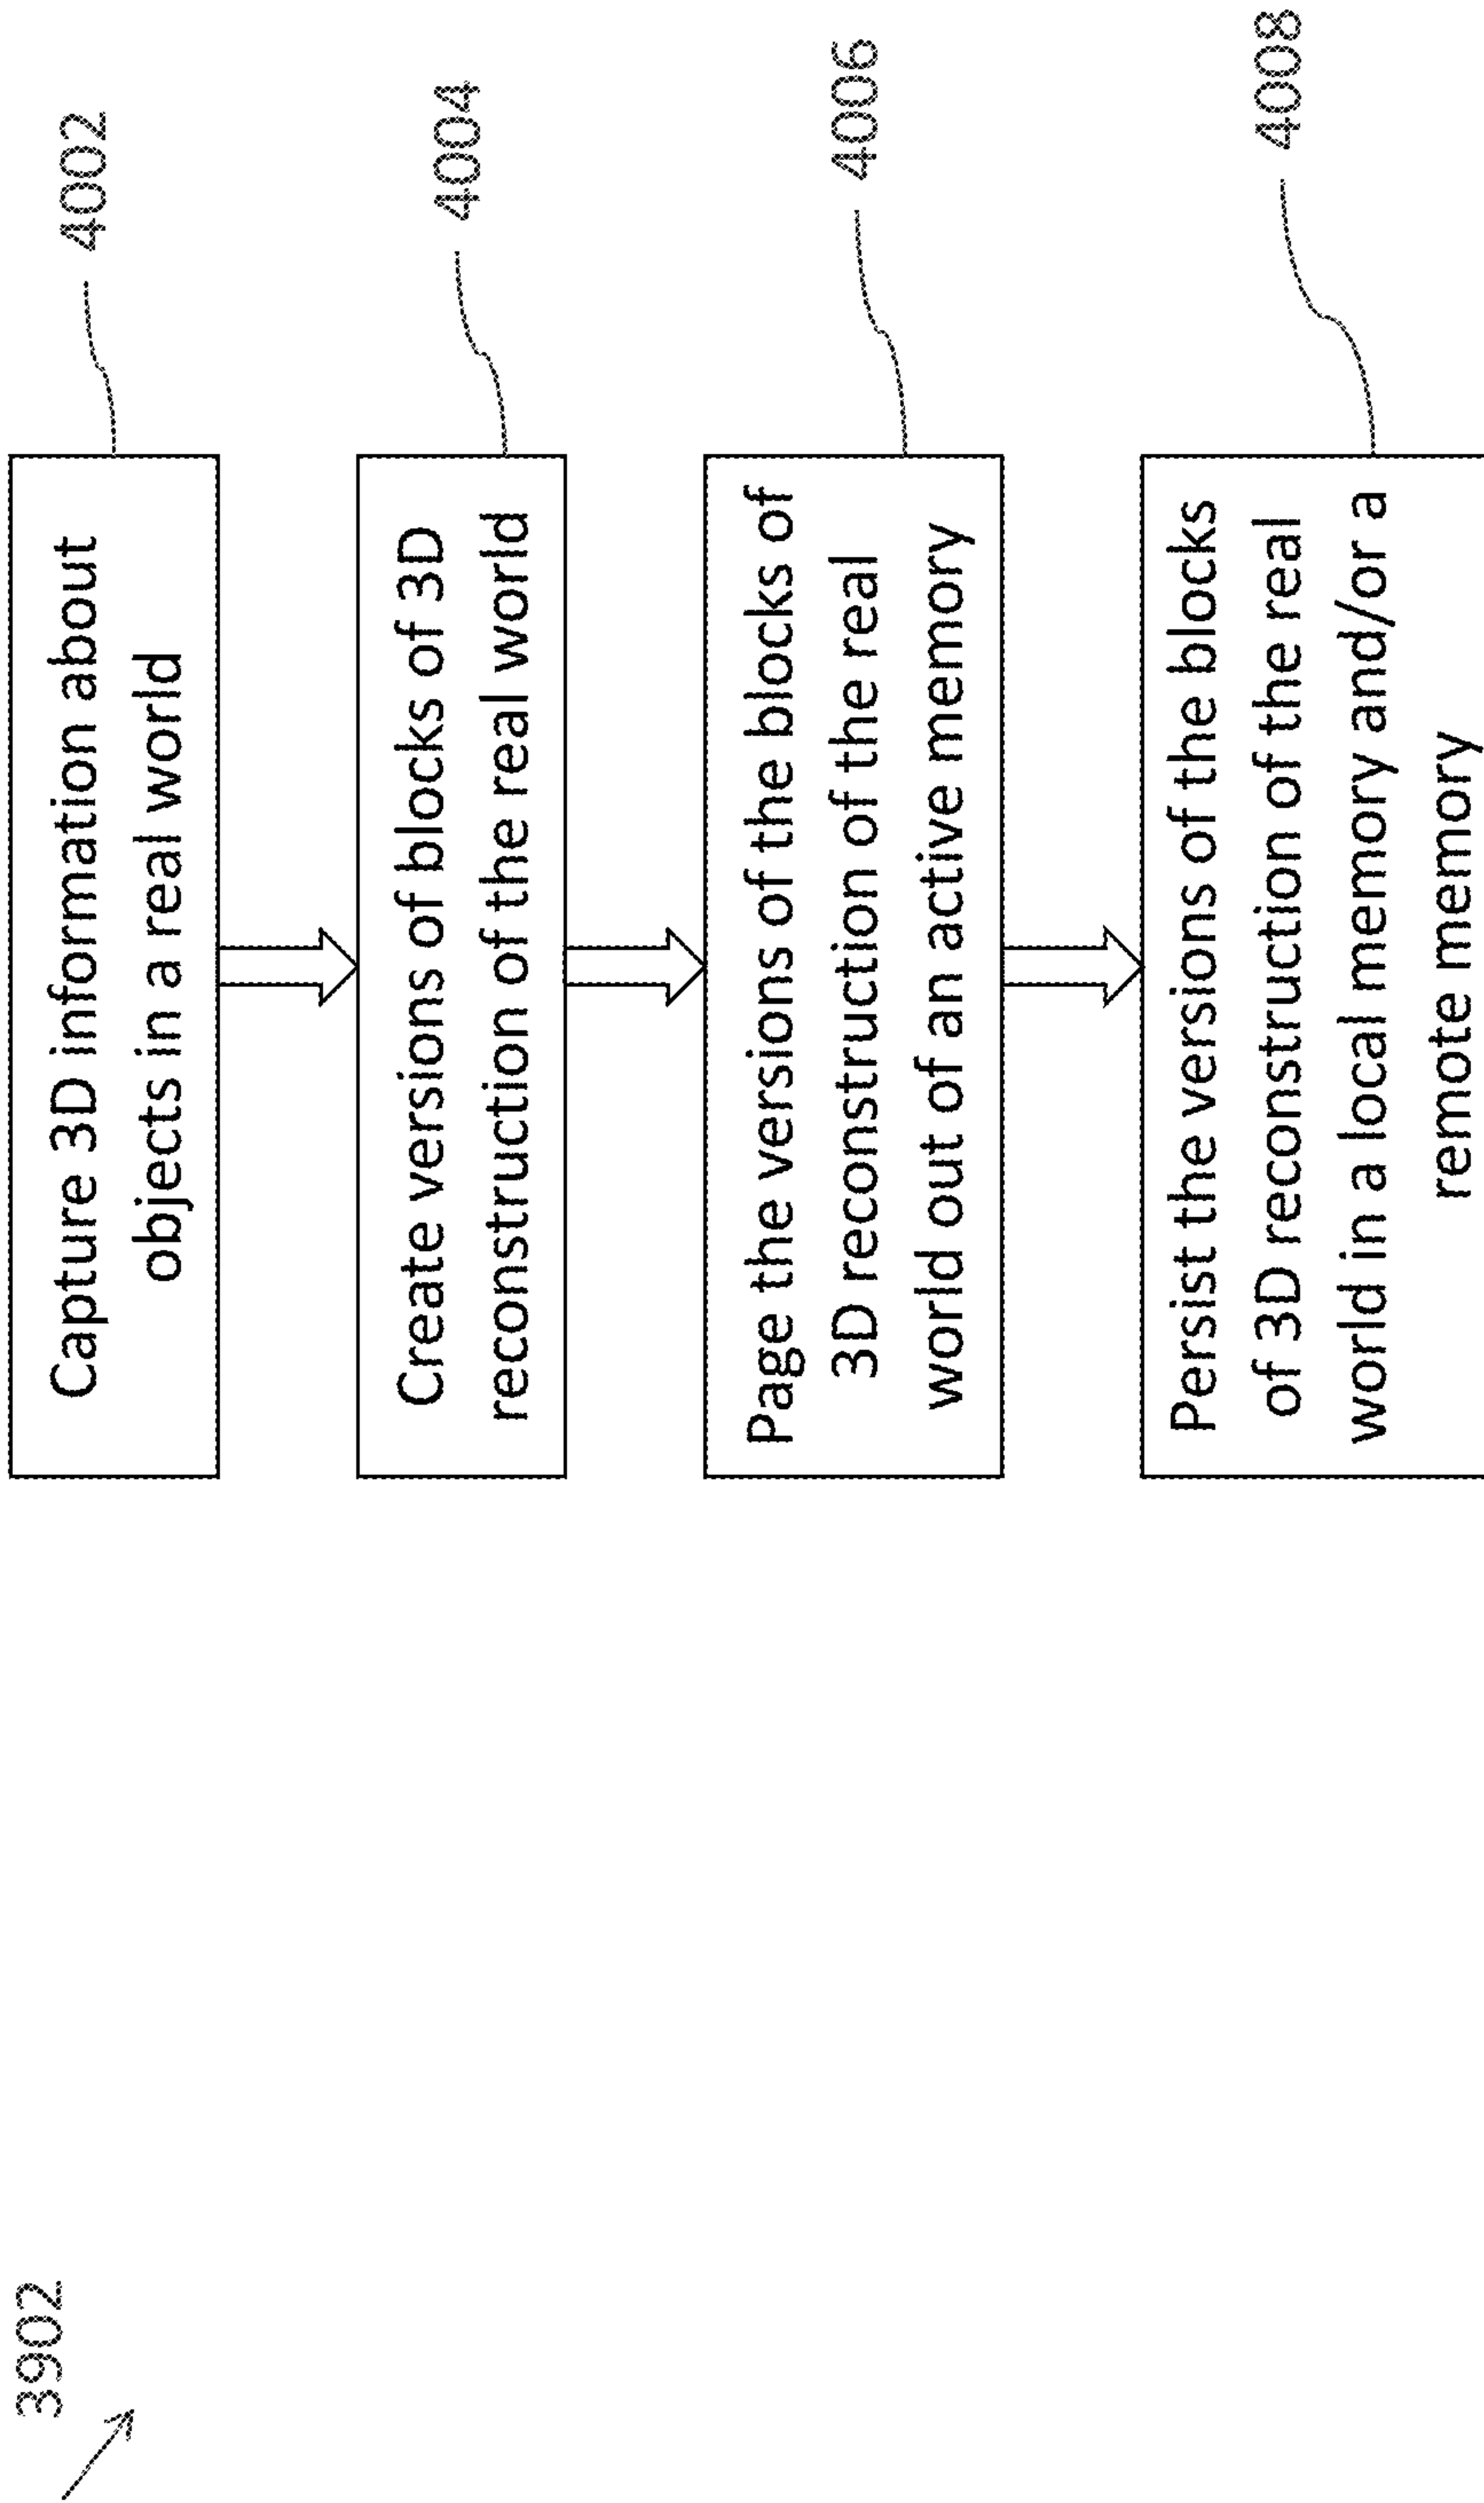 3902
Capture 3D information about
objects in a real world
4002
Create versions of blocks of 3D
reconstruction of the real world
4004
Page the versions of the blocks of
3D reconstruction of the real
world out of an active memory
4006
Persist the versions of the blocks
of 3D reconstruction of the real
world in a local memory and/or a
remote memory
4008